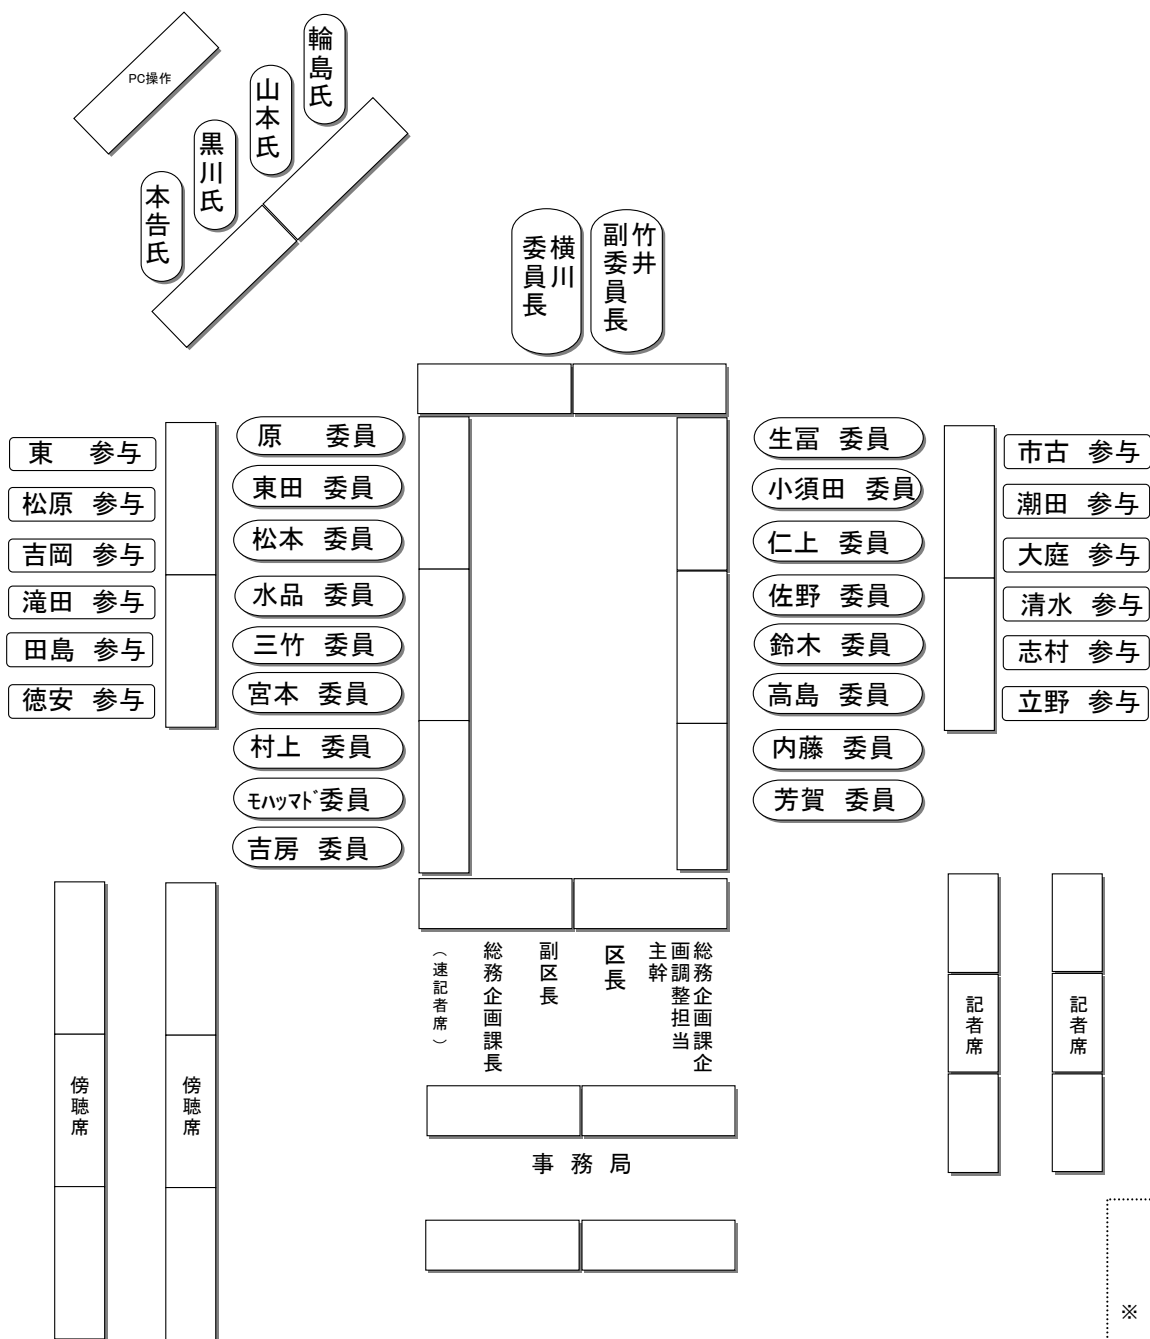 PC操作
輪島氏
山本氏
黒川氏
本告氏
横川
委員長
竹井
副委員長
東 参与
松原 参与
吉岡 参与
滝田 参与
田島 参与
徳安 参与
原 委員
東田 委員
松本 委員
水品 委員
三竹 委員
宮本 委員
村上 委員
モハッマド委員
吉房 委員
生冨 委員
小須田 委員
仁上 委員
佐野 委員
鈴木 委員
高島 委員
内藤 委員
芳賀 委員
市古 参与
潮田 参与
大庭 参与
清水 参与
志村 参与
立野 参与
(速記者席)
総務企画課長
副区長
区長
総務企画課企
画調整担当
主幹
事務局
傍聴席
傍聴席
記者席
記者席
※